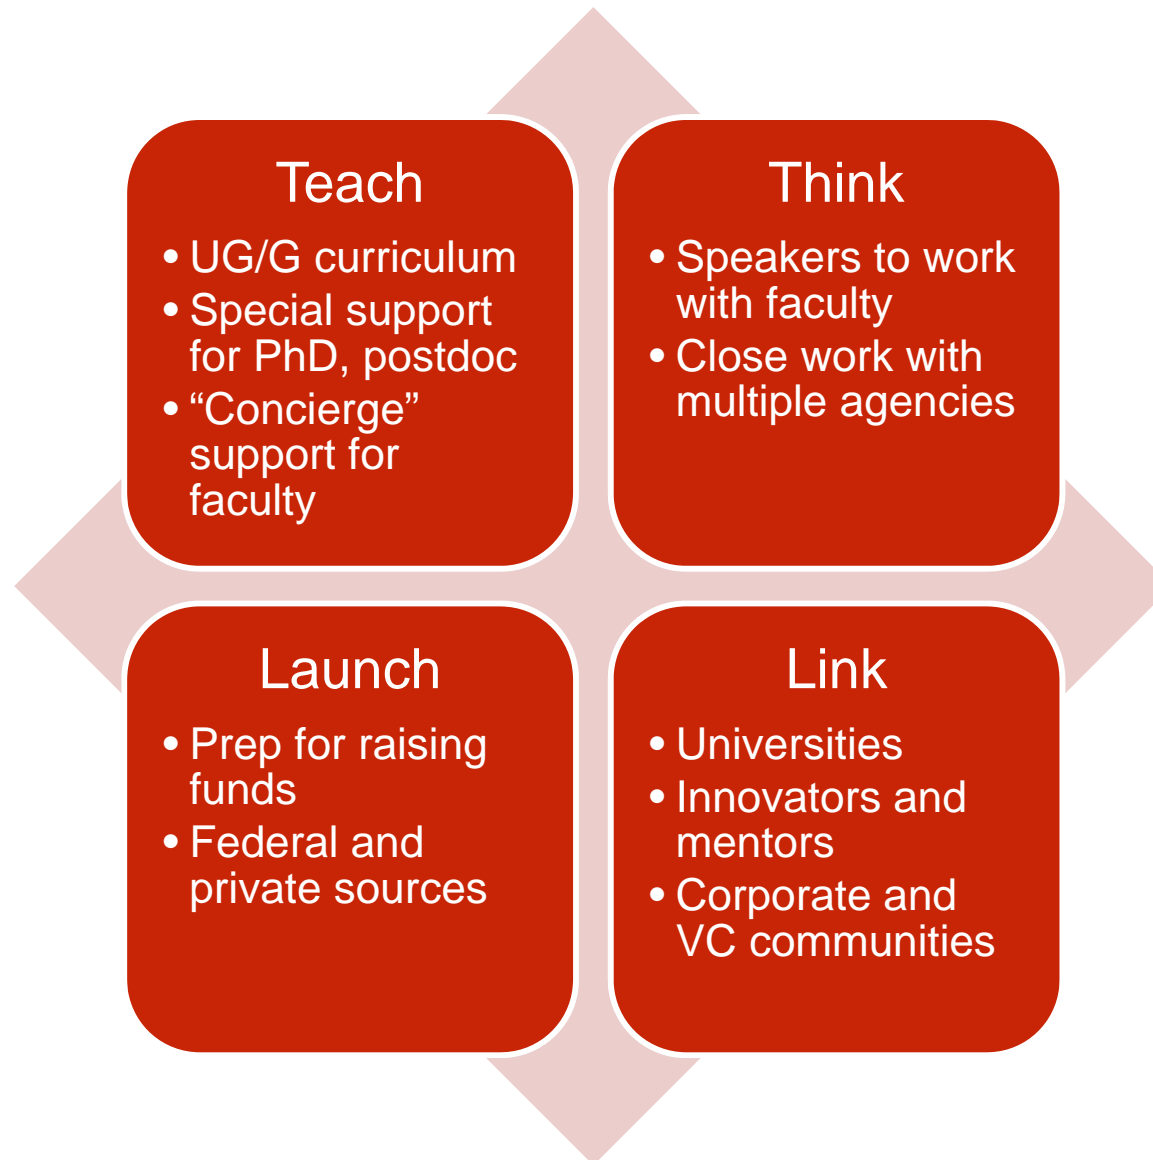 Teach
• UG/G curriculum
• Special support
for PhD, postdoc
• “Concierge”
support for
faculty
Think
• Speakers to work
with faculty
• Close work with
multiple agencies
Launch
• Prep for raising
funds
• Federal and
private sources
Link
• Universities
• Innovators and
mentors
• Corporate and
VC communities